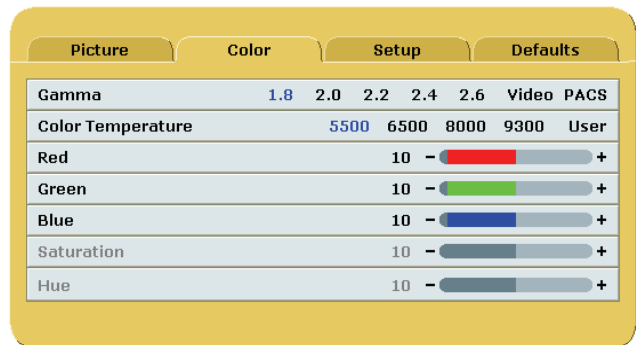 Picture Color Setup Defaults
Gamma 1.8 2.0 2.2 2.4 2.6 Video PACS
Color Temperature 5500 6500 8000 9300 User
Red 10 - +
Green 10 - +
Blue 10 - +
Saturation 10 - +
Hue 10 - +